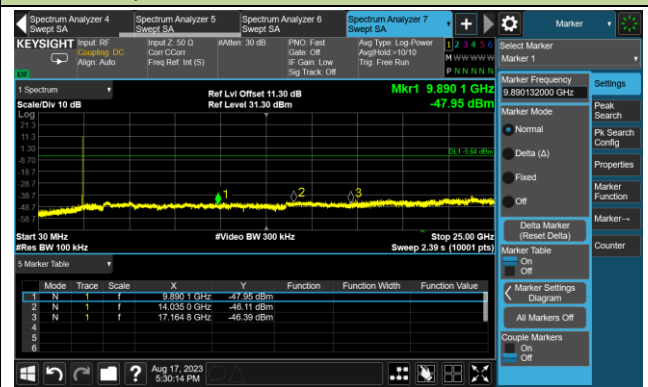 Spectrum Analyzer 4
Swept SA
Spectrum Analyzer 5
Swept SA
Spectrum Analyzer 6
Swept SA
Spectrum Analyzer 7
Swept SA
Marker
KEYSIGHT
Input: RF
Coupling: DC
Align: Auto
Input Z: 50 Ω
Corr CCorr
Freq Ref: Int (S)
#Atten: 30 dB
PNO: Fast
Gate: Off
IF Gain: Low
Sig Track: Off
Avg Type: Log-Power
Avg|Hold:>10/10
Trig: Free Run
1 2 3 4 5 6
M W W W W W
P N N N N N
Select Marker
Marker 1
1 Spectrum
Scale/Div 10 dB
Ref Lvl Offset 11.30 dB
Ref Level 31.30 dBm
Mkr1 9.890 1 GHz
-47.95 dBm
Log
21.3
11.3
1.30
-8.70
-18.7
-28.7
-38.7
-48.7
-58.7
DL1 -5.64 dBm
1
2
3
Start 30 MHz
#Res BW 100 kHz
#Video BW 300 kHz
Stop 25.00 GHz
Sweep 2.39 s (10001 pts)
5 Marker Table
Mode Trace Scale X Y Function Function Width Function Value
1 N 1 f 9.890 1 GHz -47.95 dBm
2 N 1 f 14.035 0 GHz -46.11 dBm
3 N 1 f 17.164 8 GHz -46.39 dBm
4
5
6
Marker Frequency
9.890132000 GHz
Marker Mode
Normal
Delta (Δ)
Fixed
Off
Delta Marker
(Reset Delta)
Marker Table
On
Off
Marker Settings
Diagram
All Markers Off
Couple Markers
On
Off
Settings
Peak
Search
Pk Search
Config
Properties
Marker
Function
Marker→
Counter
Aug 17, 2023
5:30:14 PM